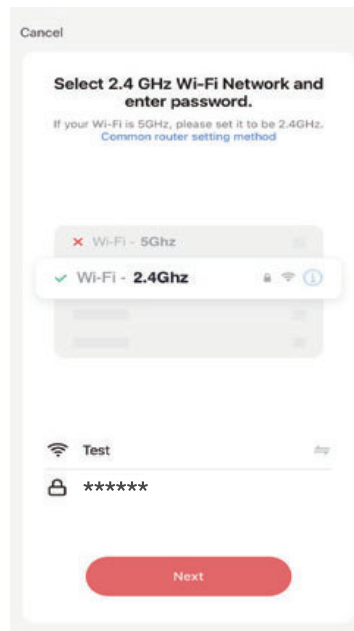 Cancel
Select 2.4 GHz Wi-Fi Network and
enter password.
If your Wi-Fi is 5GHz, please set it to be 2.4GHz.
Common router setting method
Wi-Fi - 5Ghz
Wi-Fi - 2.4Ghz
Test
******
Next